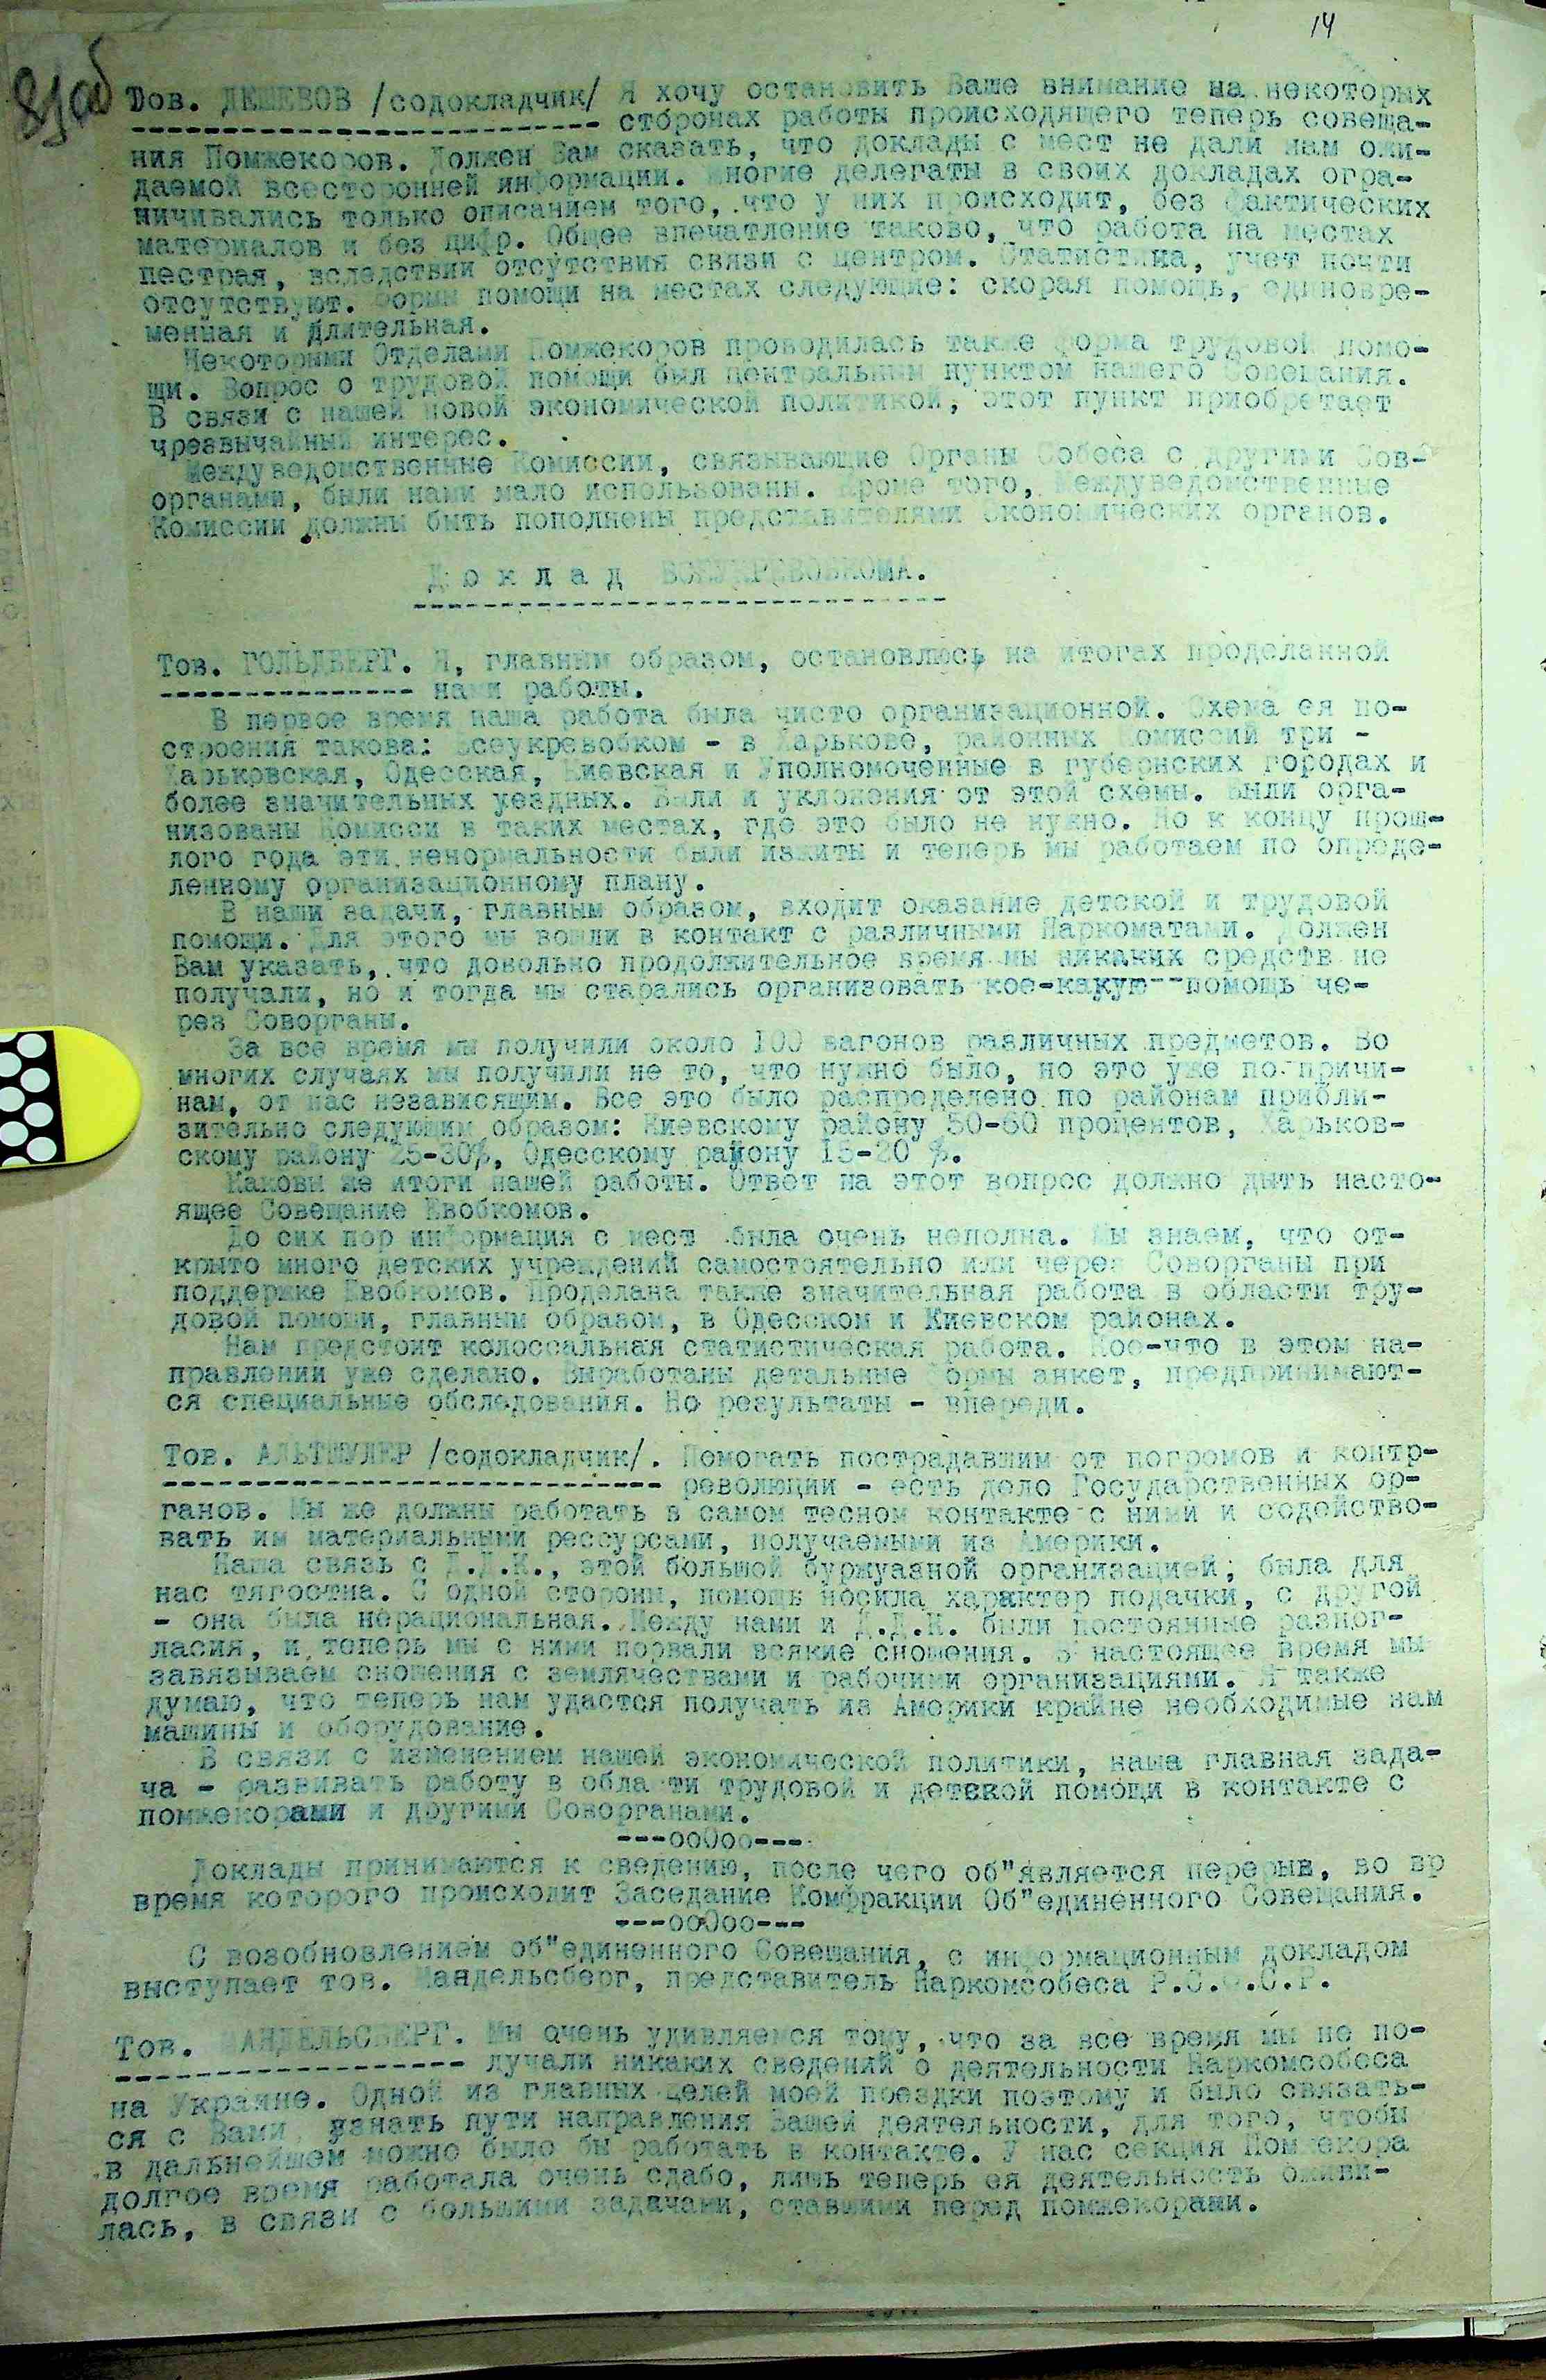 14
81об
Тов. ДЕШЕВОВ /содокладчик/ Я хочу остановить Ваше внимание на некоторых
сторонах работы происходящего теперь совеща-
ния Помжекоров. Должен Вам сказать, что доклады с мест не дали нам ожи-
даемой всесторонней информации. Многие делегаты в своих докладах огра-
ничивались только описанием того, что у них происходит, без фактических
материалов и без цифр. Общее впечатление таково, что работа на местах
пестрая, вследствии отсутствия связи с центром. Статистика, учет почти
отсутствуют. Формы помощи на местах следующие: скорая помощь, единовре-
менная и длительная.
Некоторыми Отделами Помжекоров проводилась также форма трудовой помо-
щи. Вопрос о трудовой помощи был центральным пунктом нашего Совещания.
В связи с нашей новой экономической политикой, этот пункт приобретает
чрезвычайный интерес.
Междуведомственные Комиссии, связывающие Органы Собеса с другими Сов-
органами, были нами мало использованы. Кроме того, Междуведомственные
Комиссии должны быть пополнены представителями экономических органов.
Д о к л а д ВСЕУКРЕВОБКОМА.
Тов. ГОЛЬДБЕРГ. Я, главным образом, остановлюсь на итогах проделанной
нами работы.
В первое время наша работа была чисто организационной. Схема ея по-
строения такова: Всеукревобком - в Харькове, районных Комиссий три -
Харьковская, Одесская, Киевская и Уполномоченные в губернских городах и
более значительных уездных. Были и уклонения от этой схемы. Были орга-
низованы Комисси в таких местах, где это было не нужно. Но к концу прош-
лого года эти ненормальности были изжиты и теперь мы работаем по опреде-
ленному организационному плану.
В наши задачи, главным образом, входит оказание детской и трудовой
помощи. Для этого мы вошли в контакт с различными Наркоматами. Должен
Вам указать, что довольно продолжительное время мы никаких средств не
получали, но и тогда мы старались организовать кое-какую--помощь че-
рез Соворганы.
За все время мы получили около 100 вагонов различных предметов. Во
многих случаях мы получили не то, что нужно было, но это уже по-причи-
нам, от нас независящим. Все это было распределено по районам прибли-
зительно следующим образом: Киевскому району 50-60 процентов, Харьков-
скому району 25-30%, Одесскому району 15-20 %.
Каковы же итоги нашей работы. Ответ на этот вопрос должно дыть насто-
ящее Совещание Евобкомов.
До сих пор информация с мест была очень неполна. Мы знаем, что от-
крыто много детских учреждений самостоятельно или через Соворганы при
поддержке Евобкомов. Проделана также значительная работа в области тру-
довой помощи, главным образом, в Одесском и Киевском районах.
Нам предстоит колоссальная статистическая работа. Кое-что в этом на-
правлении уже сделано. Выработаны детальные формы анкет, предпринимают-
ся специальные обследования. Но результаты - впереди.
Тов. АЛЬТШУЛЕР /содокладчик/. Помогать пострадавшим от погромов и контр-
революции - есть дело Государственных ор-
ганов. Мы же должны работать в самом тесном контакте с ними и содейство-
вать им материальными рессурсами, получаемыми из Америки.
Наша связь с Д.Д.К., этой большой буржуазной организацией; была для
нас тягостна. С одной стороны, помощь носила характер подачки, с другой
- она была нерациональная. Между нами и Д.Д.К. были постоянные разног-
ласия, и теперь мы с ними порвали всякие сношения. В настоящее время мы
завязываем сношения с землячествами и рабочими организациями. Я также
думаю, что теперь нам удастся получать из Америки крайне необходимые нам
машины и оборудование.
В связи с изменением нашей экономической политики, наша главная зада-
ча - развивать работу в обла ти трудовой и детской помощи в контакте с
помжекорами и другими Соворганами.
---ооОоо---
Доклады принимаются к сведению, после чего об"является перерыв, во вр
время которого происходит Заседание Комфракции Об"единенного Совещания.
---ооОоо---
С возобновлением об"единенного Совещания, с информационным докладом
выступает тов. Мандельсберг, представитель Наркомсобеса Р.С.Ф.С.Р.
Тов. МАНДЕЛЬСБЕРГ. Мы очень удивляемся тому, что за все время мы не по-
лучали никаких сведений о деятельности Наркомсобеса
на Украине. Одной из главных целей моей поездки поэтому и было связать-
ся с Вами узнать пути направления Вашей деятельности, для того, чтобы
в дальнейшем можно было бы работать в контакте. У нас секция Помжекора
долгое время работала очень слабо, лишь теперь ея деятельность оживи-
лась, в связи с большими задачами, ставшими перед помжекорами.